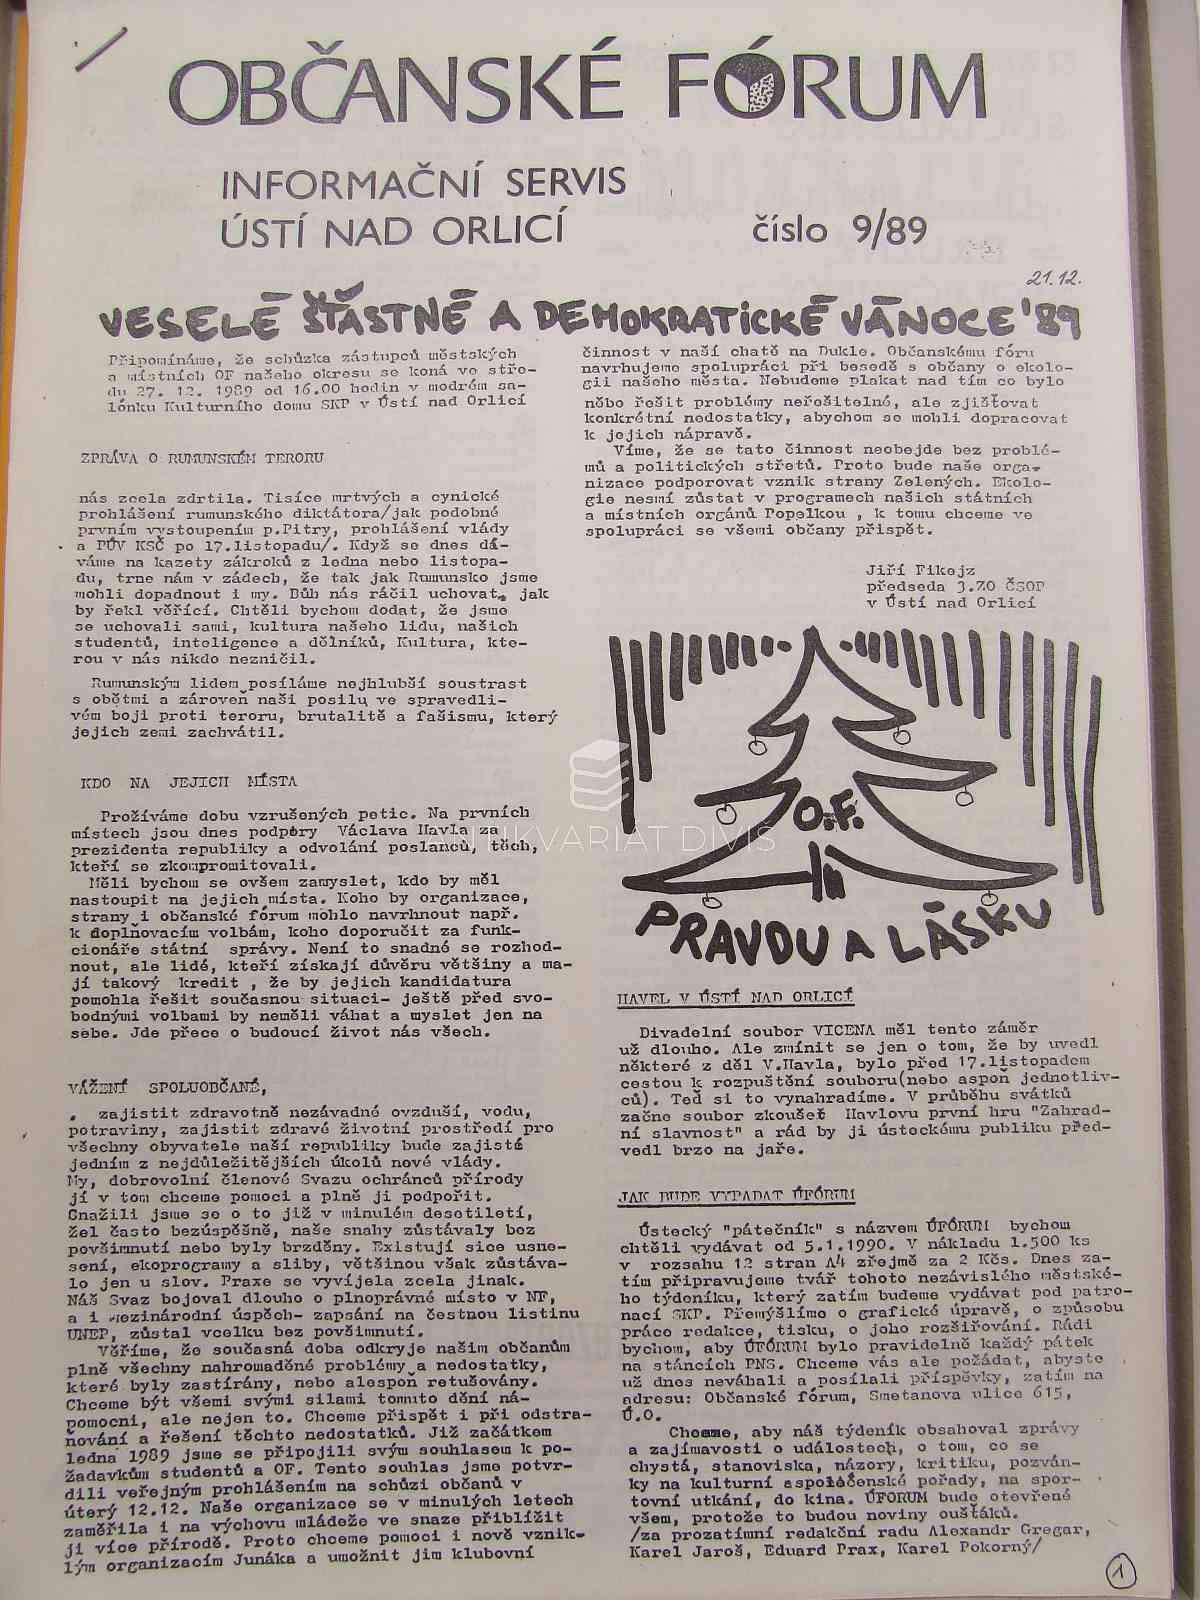 OBČANSKÉ FÓRUM
INFORMAČNÍ SERVIS
ÚSTÍ NAD ORLICÍ
číslo 9/89
21.12.
VESELÉ ŠŤASTNÉ A DEMOKRATICKÉ VÁNOCE '89
Připomínáme, že schůzka zástupců městských
a místních OF našeho okresu se koná ve stře-
du 27. 12. 1989 od 16.00 hodin v modrém sa-
lónku Kulturního domu SKP v Ústí nad Orlicí
ZPRÁVA O RUMUNSKÉM TERORU
nás zcela zdrtila. Tisíce mrtvých a cynické
prohlášení rumunského diktátora/jak podobné
prvním vystoupením p.Pitry, prohlášení vlády
a PÚV KSČ po 17.listopadu/. Když se dnes dí-
váme na kazety zákroků z ledna nebo listopa-
du, trne nám v zádech, že tak jak Rumunsko jsme
mohli dopadnout i my. Bůh nás ráčil uchovat, jak
by řekl věřící. Chtěli bychom dodat, že jsme
se uchovali sami, kultura našeho lidu, našich
studentů, inteligence a dělníků, Kultura, kte-
rou v nás nikdo nezničil.
Rumunským lidem posíláme nejhlubší soustrast
s obětmi a zároveň naši posilu ve spravedli-
vém boji proti teroru, brutalitě a fašismu, který
jejich zemi zachvátil.
KDO NA JEJICH MÍSTA
Prožíváme dobu vzrušených petic. Na prvních
místech jsou dnes podpory Václava Havla za
prezidenta republiky a odvolání poslanců, těch,
kteří se zkompromitovali.
Měli bychom se ovšem zamyslet, kdo by měl
nastoupit na jejich místa. Koho by organizace,
strany i občanské fórum mohlo navrhnout např.
k doplňovacím volbám, koho doporučit za funk-
cionáře státní správy. Není to snadné se rozhod-
nout, ale lidé, kteří získají důvěru většiny a ma-
jí takový kredit , že by jejich kandidatura
pomohla řešit současnou situaci- ještě před svo-
bodnými volbami by neměli váhat a myslet jen na
sebe. Jde přece o budoucí život nás všech.
VÁŽENÍ SPOLUOBČANÉ,
. zajistit zdravotně nezávadné ovzduší, vodu,
potraviny, zajistit zdravé životní prostředí pro
všechny obyvatele naší republiky bude zajisté
jedním z nejdůležitějších úkolů nové vlády.
My, dobrovolní členové Svazu ochránců přírody
jí v tom chceme pomoci a plně ji podpořit.
Snažili jsme se o to již v minulém desetiletí,
žel často bezúspěšně, naše snahy zůstávaly bez
povšimnutí nebo byly brzděny. Existují sice usne-
sení, ekoprogramy a sliby, většinou však zůstáva-
lo jen u slov. Praxe se vyvíjela zcela jinak.
Náš Svaz bojoval dlouho o plnoprávné místo v NF,
a i mezinárodní úspěch- zapsání na čestnou listinu
UNEP, zůstal vcelku bez povšimnutí.
Věříme, že současná doba odkryje našim občanům
plně všechny nahromaděné problémy a nedostatky,
které byly zastírány, nebo alespoň retušovány.
Chceme být všemi svými silami tomuto dění ná-
pomocni, ale nejen to. Chceme přispět i při odstra-
ňování a řešení těchto nedostatků. Již začátkem
ledna 1989 jsme se připojili svým souhlasem k po-
žadavkům studentů a OF. Tento souhlas jsme potvr-
dili veřejným prohlášením na schůzi občanů v
úterý 12.12. Naše organizace se v minulých letech
zaměřila i na výchovu mládeže ve snaze přiblížit
ji více přírodě. Proto chceme pomoci i nově vznik-
lým organizacím Junáka a umožnit jim klubovní
činnost v naší chatě na Dukle. Občanskému fóru
navrhujeme spolupráci při besedě s občany o ekolo-
gii našeho města. Nebudeme plakat nad tím co bylo
něbo řešit problémy neřešitelné, ale zjišťovat
konkrétní nedostatky, abychom se mohli dopracovat
k jejich nápravě.
Víme, že se tato činnost neobejde bez problé-
mů a politických střetů. Proto bude naše orga-
nizace podporovat vznik strany Zelených. Ekolo-
gie nesmí zůstat v programech našich státních
a místních orgánů Popelkou , k tomu chceme ve
spolupráci se všemi občany přispět.
Jiří Fikejz
předseda 3.ZO ČSOP
v Ústí nad Orlicí
O.F.
PRAVDU A LÁSKU
ANTIKVARIAT DIVIS
HAVEL V ÚSTÍ NAD ORLICÍ
Divadelní soubor VICENA měl tento záměr
už dlouho. Ale zmínit se jen o tom, že by uvedl
některé z děl V.Havla, bylo před 17.listopadem
cestou k rozpuštění souboru(nebo aspoň jednotliv-
ců). Teď si to vynahradíme. V průběhu svátků
začne soubor zkoušet Havlovu první hru "Zahrad-
ní slavnost" a rád by ji ústeckému publiku před-
vedl brzo na jaře.
JAK BUDE VYPADAT ÚFÓRUM
Ústecký "pátečník" s názvem ÚFÓRUM bychom
chtěli vydávat od 5.1.1990. V nákladu 1.500 ks
v rozsahu 12 stran A4 zřejmě za 2 Kčs. Dnes za-
tím připravujeme tvář tohoto nezávislého městské-
ho týdeníku, který zatím budeme vydávat pod patro-
nací SKP. Přemýšlíme o grafické úpravě, o způsobu
práce redakce, tisku, o jeho rozšiřování. Rádi
bychom, aby ÚFÓRUM bylo pravidelně každý pátek
na stáncích PNS. Chceme vás ale požádat, abyste
už dnes neváhali a posílali příspěvky, zatím na
adresu: Občanské fórum, Smetanova ulice 615,
Ú.O.
Chceme, aby náš týdeník obsahoval zprávy
a zajímavosti o událostech, o tom, co se
chystá, stanoviska, názory, kritiku, pozván-
ky na kulturní aspolečenské pořady, na spor-
tovní utkání, do kina. ÚFORUM bude otevřené
všem, protože to budou noviny oušťáků.
/za prozatímní redakční radu Alexandr Gregar,
Karel Jaroš, Eduard Prax, Karel Pokorný/
1